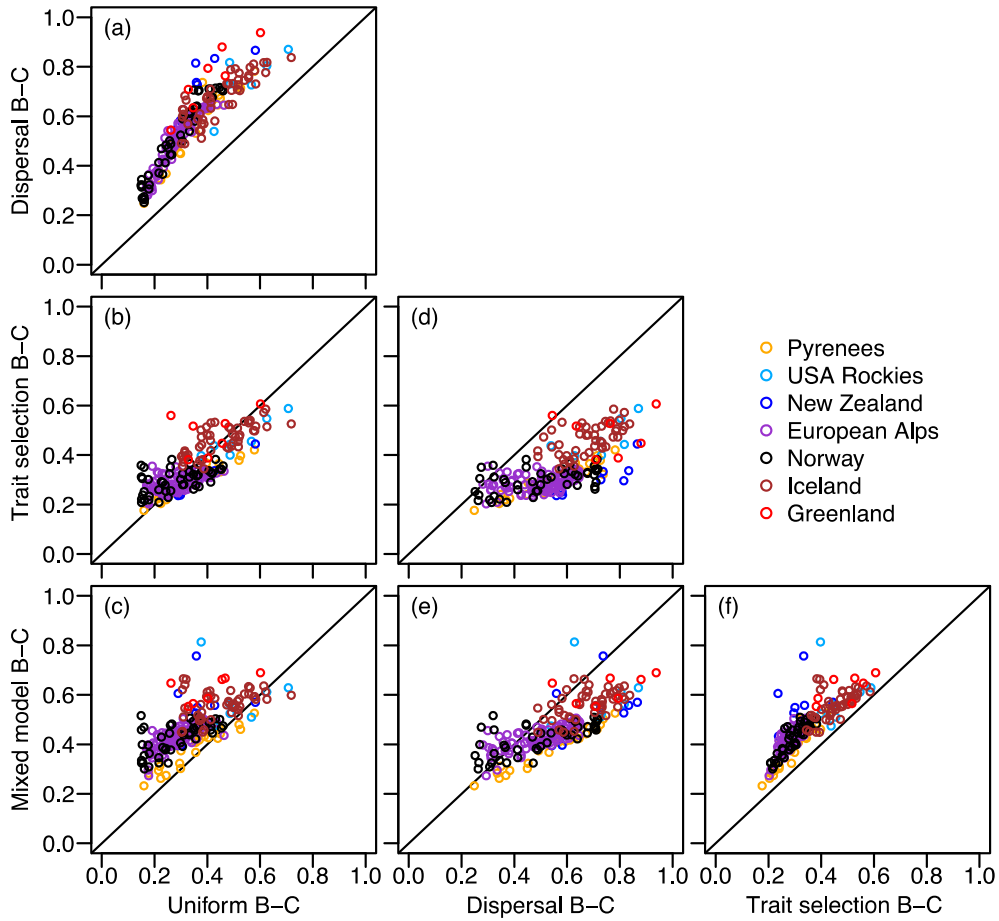 (a)
1.0
0.8
0.6
0.4
0.2
0.0
Dispersal B−C
(b)
(d)
1.0
0.8
0.6
0.4
0.2
0.0
Trait selection B−C
Pyrenees
USA Rockies
New Zealand
European Alps
Norway
Iceland
Greenland
(c)
(e)
(f)
1.0
0.8
0.6
0.4
0.2
0.0
Mixed model B−C
0.0 0.2 0.4 0.6 0.8 1.0
0.0 0.2 0.4 0.6 0.8 1.0
0.0 0.2 0.4 0.6 0.8 1.0
Uniform B−C
Dispersal B−C
Trait selection B−C